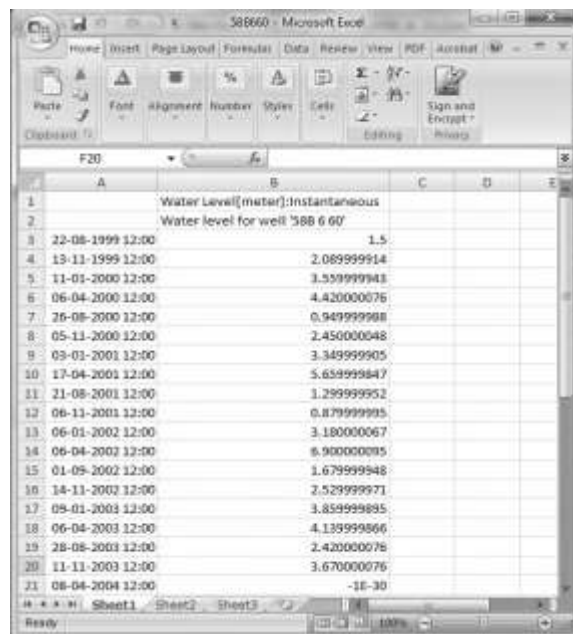 58B660 - Microsoft Excel
Home Insert Page Layout Formulas Data Review View PDF Acrobat
Paste Font Alignment Number Styles Cells Σ Sign and Encrypt
Clipboard Editing Privacy
F20 fx
A B C D E
1 Water Level[meter]:Instantaneous
2 Water level for well '58B 6 60'
3 22-08-1999 12:00 1.5
4 13-11-1999 12:00 2.089999914
5 11-01-2000 12:00 3.559999943
6 06-04-2000 12:00 4.420000076
7 26-08-2000 12:00 0.949999988
8 05-11-2000 12:00 2.450000048
9 03-01-2001 12:00 3.349999905
10 17-04-2001 12:00 5.659999847
11 21-08-2001 12:00 1.299999952
12 06-11-2001 12:00 0.879999995
13 06-01-2002 12:00 3.180000067
14 06-04-2002 12:00 6.900000095
15 01-09-2002 12:00 1.679999948
16 14-11-2002 12:00 2.529999971
17 09-01-2003 12:00 3.859999895
18 06-04-2003 12:00 4.139999866
19 28-08-2003 12:00 2.420000076
20 11-11-2003 12:00 3.670000076
21 08-04-2004 12:00 -1E-30
Sheet1 Sheet2 Sheet3
Ready 100%